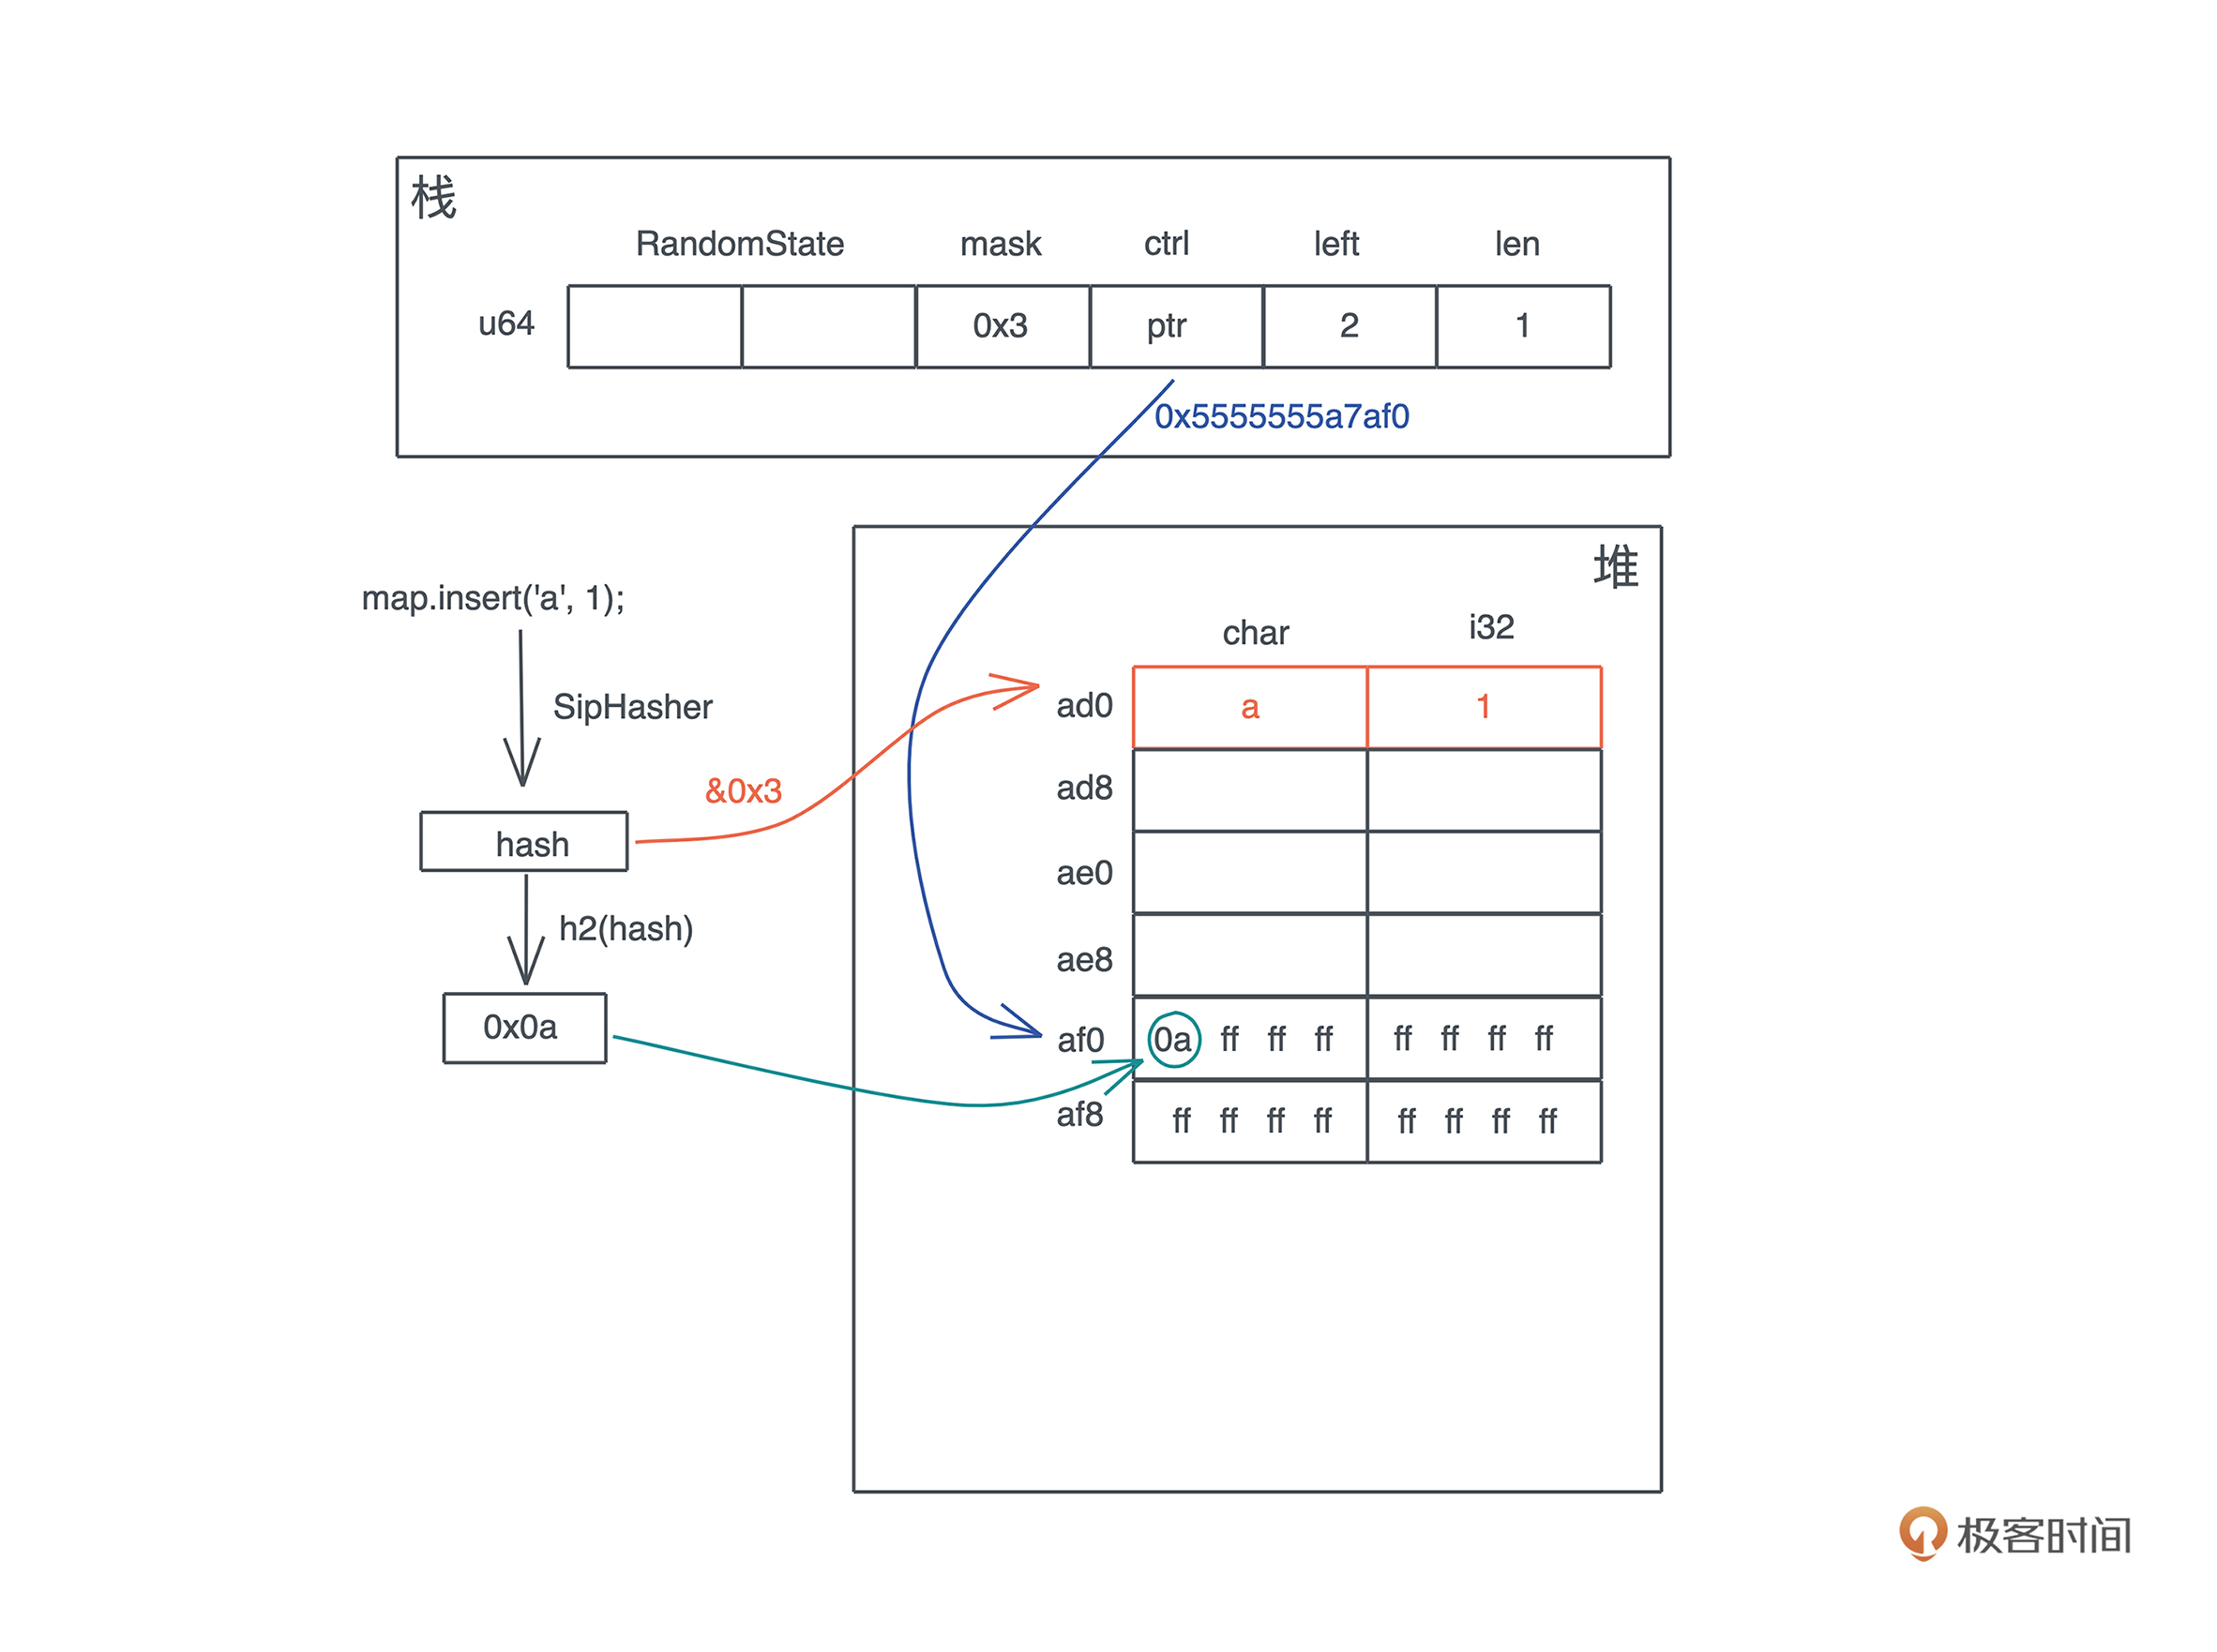 栈
RandomState mask ctrl left len
u64 0x3 ptr 2 1
0x5555555a7af0
堆
map.insert('a', 1);
char i32
SipHasher
ad0 a 1
&0x3
ad8
hash
ae0
h2(hash)
ae8
0x0a
af0 0a ff ff ff ff ff ff ff
af8 ff ff ff ff ff ff ff ff
极客时间